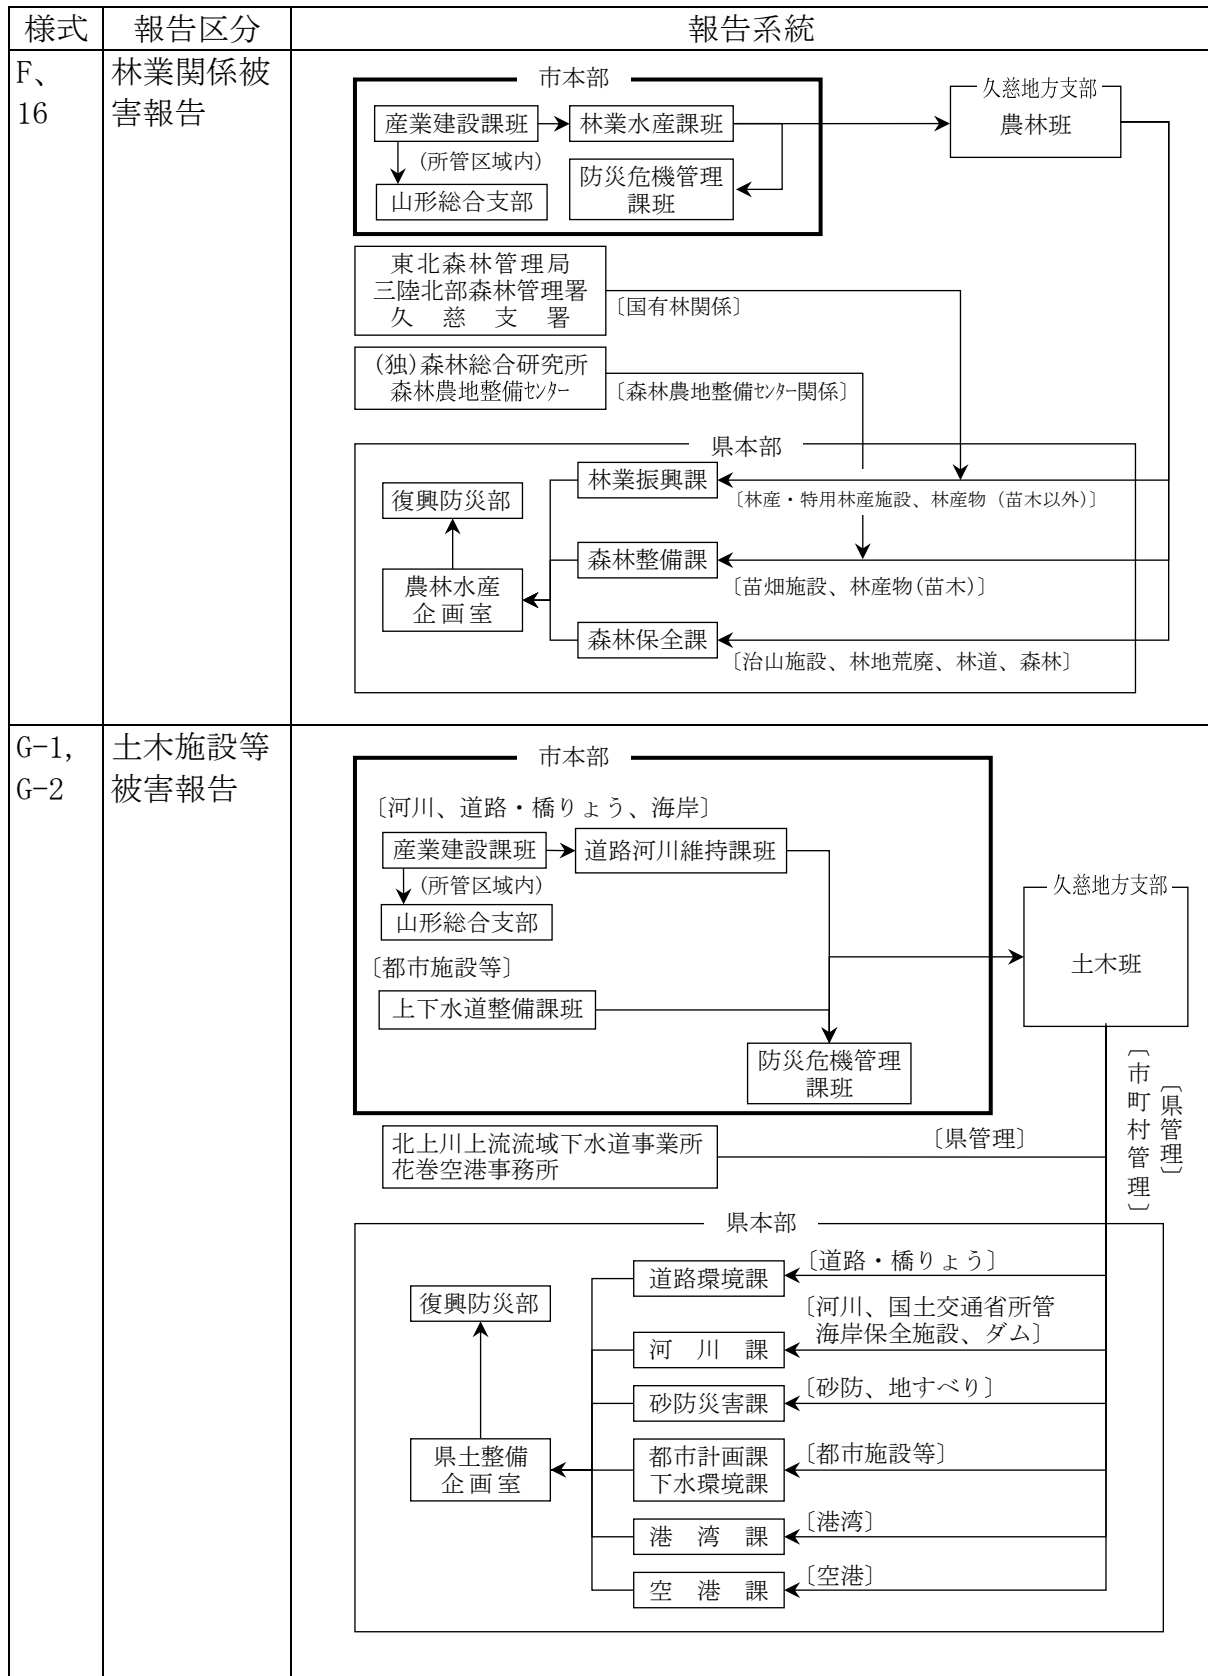 様式 報告区分 報告系統
F、
16
林業関係被
害報告
市本部
産業建設課班
林業水産課班
(所管区域内)
山形総合支部
防災危機管理
課班
久慈地方支部
農林班
東北森林管理局
三陸北部森林管理署
久 慈 支 署
〔国有林関係〕
(独)森林総合研究所
森林農地整備ｾﾝﾀｰ
〔森林農地整備ｾﾝﾀｰ関係〕
県本部
林業振興課
〔林産・特用林産施設、林産物 (苗木以外)〕
復興防災部
森林整備課
〔苗畑施設、林産物(苗木)〕
農林水産
企画室
森林保全課
〔治山施設、林地荒廃、林道、森林〕
G-1,
G-2
土木施設等
被害報告
市本部
〔河川、道路・橋りょう、海岸〕
産業建設課班
道路河川維持課班
(所管区域内)
山形総合支部
〔都市施設等〕
上下水道整備課班
防災危機管理
課班
久慈地方支部
土木班
〔市町村管理〕
〔県管理〕
北上川上流流域下水道事業所
花巻空港事務所
〔県管理〕
県本部
道路環境課
〔道路・橋りょう〕
復興防災部
〔河川、国土交通省所管
海岸保全施設、ダム〕
河 川 課
砂防災害課
〔砂防、地すべり〕
県土整備
企画室
都市計画課
下水環境課
〔都市施設等〕
港 湾 課
〔港湾〕
空 港 課
〔空港〕